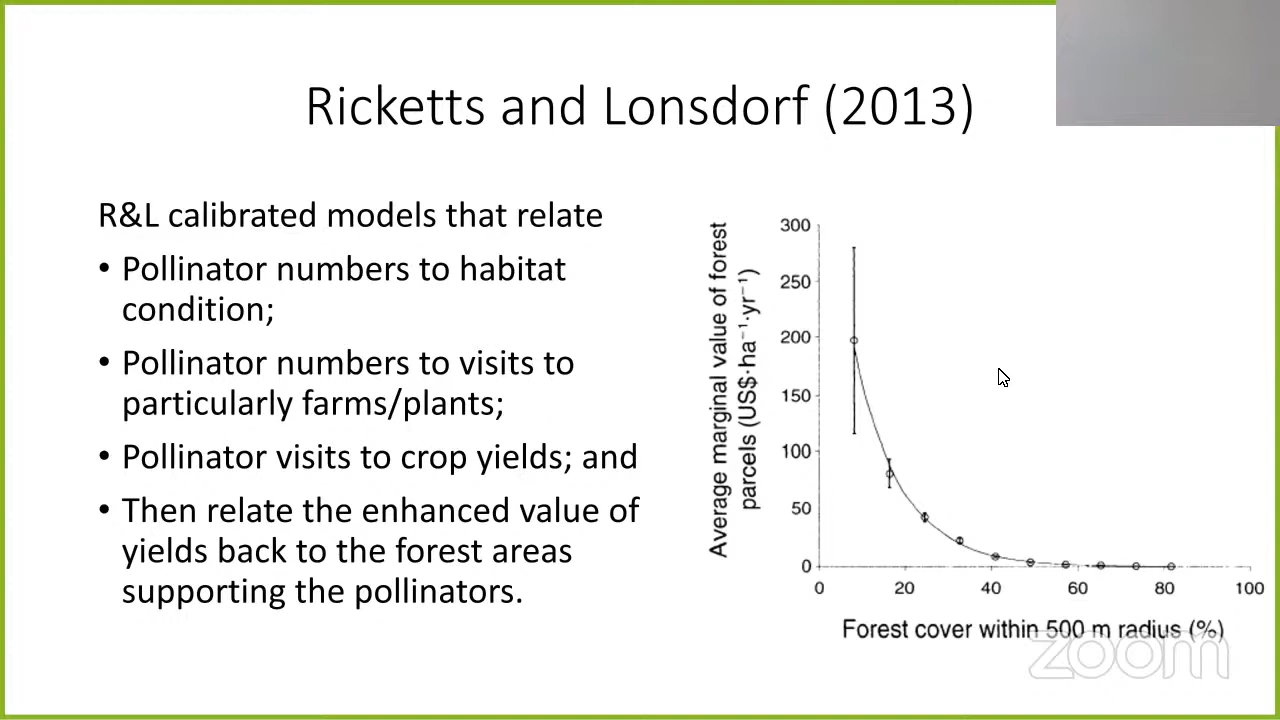 Ricketts and Lonsdorf (2013)
R&L calibrated models that relate
• Pollinator numbers to habitat
condition;
• Pollinator numbers to visits to
particularly farms/plants;
• Pollinator visits to crop yields; and
• Then relate the enhanced value of
yields back to the forest areas
supporting the pollinators.
Average marginal value of forest
parcels (US$·ha⁻¹·yr⁻¹)
300
250
200
150
100
50
0
0 20 40 60 80 100
Forest cover within 500 m radius (%)
zoom